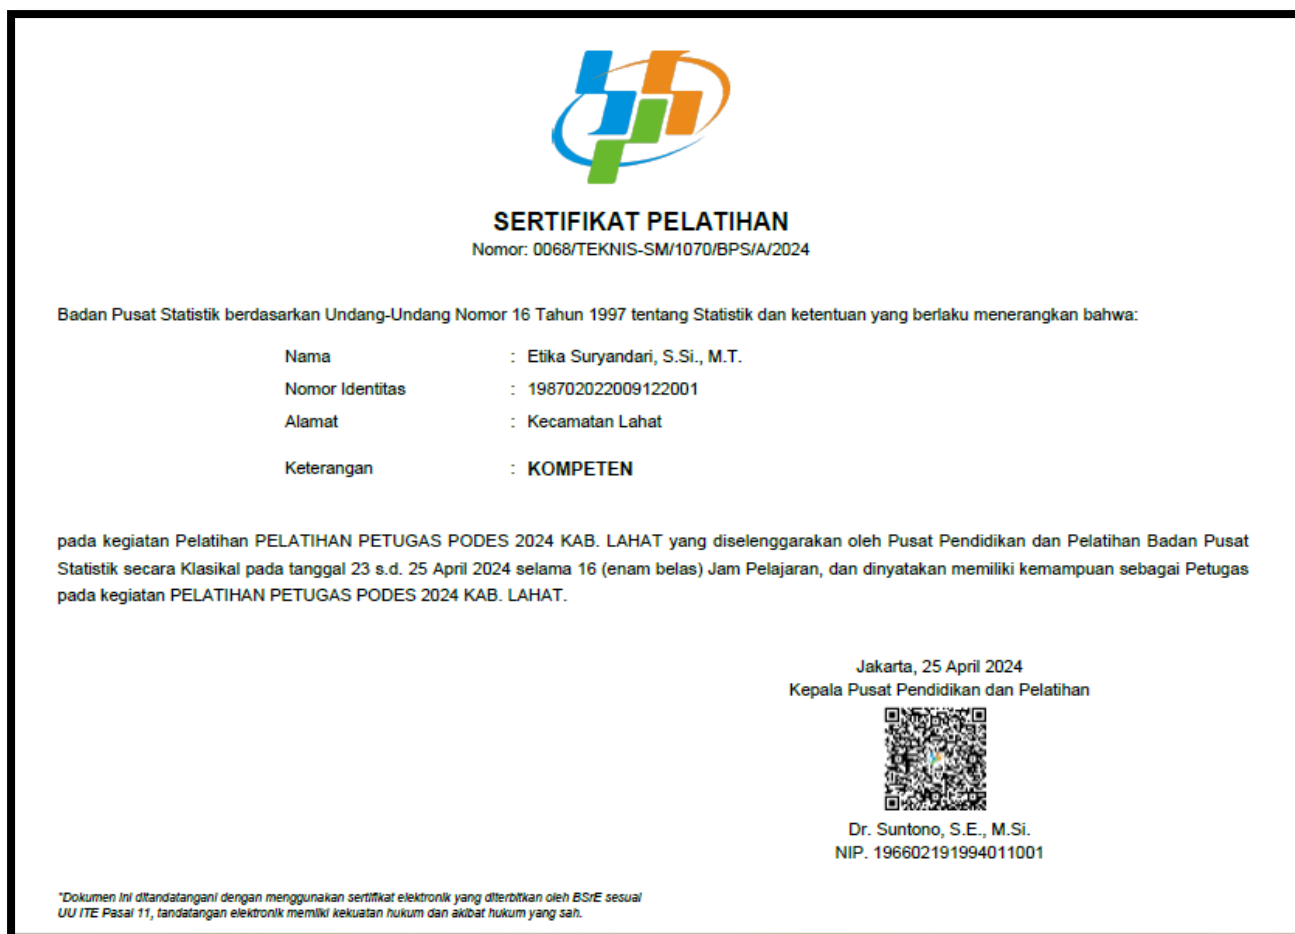 SERTIFIKAT PELATIHAN
Nomor: 0068/TEKNIS-SM/1070/BPS/A/2024
Badan Pusat Statistik berdasarkan Undang-Undang Nomor 16 Tahun 1997 tentang Statistik dan ketentuan yang berlaku menerangkan bahwa:
Nama : Etika Suryandari, S.Si., M.T.
Nomor Identitas : 198702022009122001
Alamat : Kecamatan Lahat
Keterangan : KOMPETEN
pada kegiatan Pelatihan PELATIHAN PETUGAS PODES 2024 KAB. LAHAT yang diselenggarakan oleh Pusat Pendidikan dan Pelatihan Badan Pusat
Statistik secara Klasikal pada tanggal 23 s.d. 25 April 2024 selama 16 (enam belas) Jam Pelajaran, dan dinyatakan memiliki kemampuan sebagai Petugas
pada kegiatan PELATIHAN PETUGAS PODES 2024 KAB. LAHAT.
Jakarta, 25 April 2024
Kepala Pusat Pendidikan dan Pelatihan
Dr. Suntono, S.E., M.Si.
NIP. 196602191994011001
*Dokumen ini ditandatangani dengan menggunakan sertifikat elektronik yang diterbitkan oleh BSrE sesuai
UU ITE Pasal 11, tandatangan elektronik memiliki kekuatan hukum dan akibat hukum yang sah.